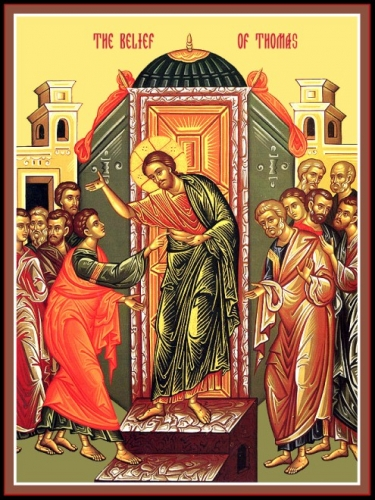 THE BELIEF OF THOMAS